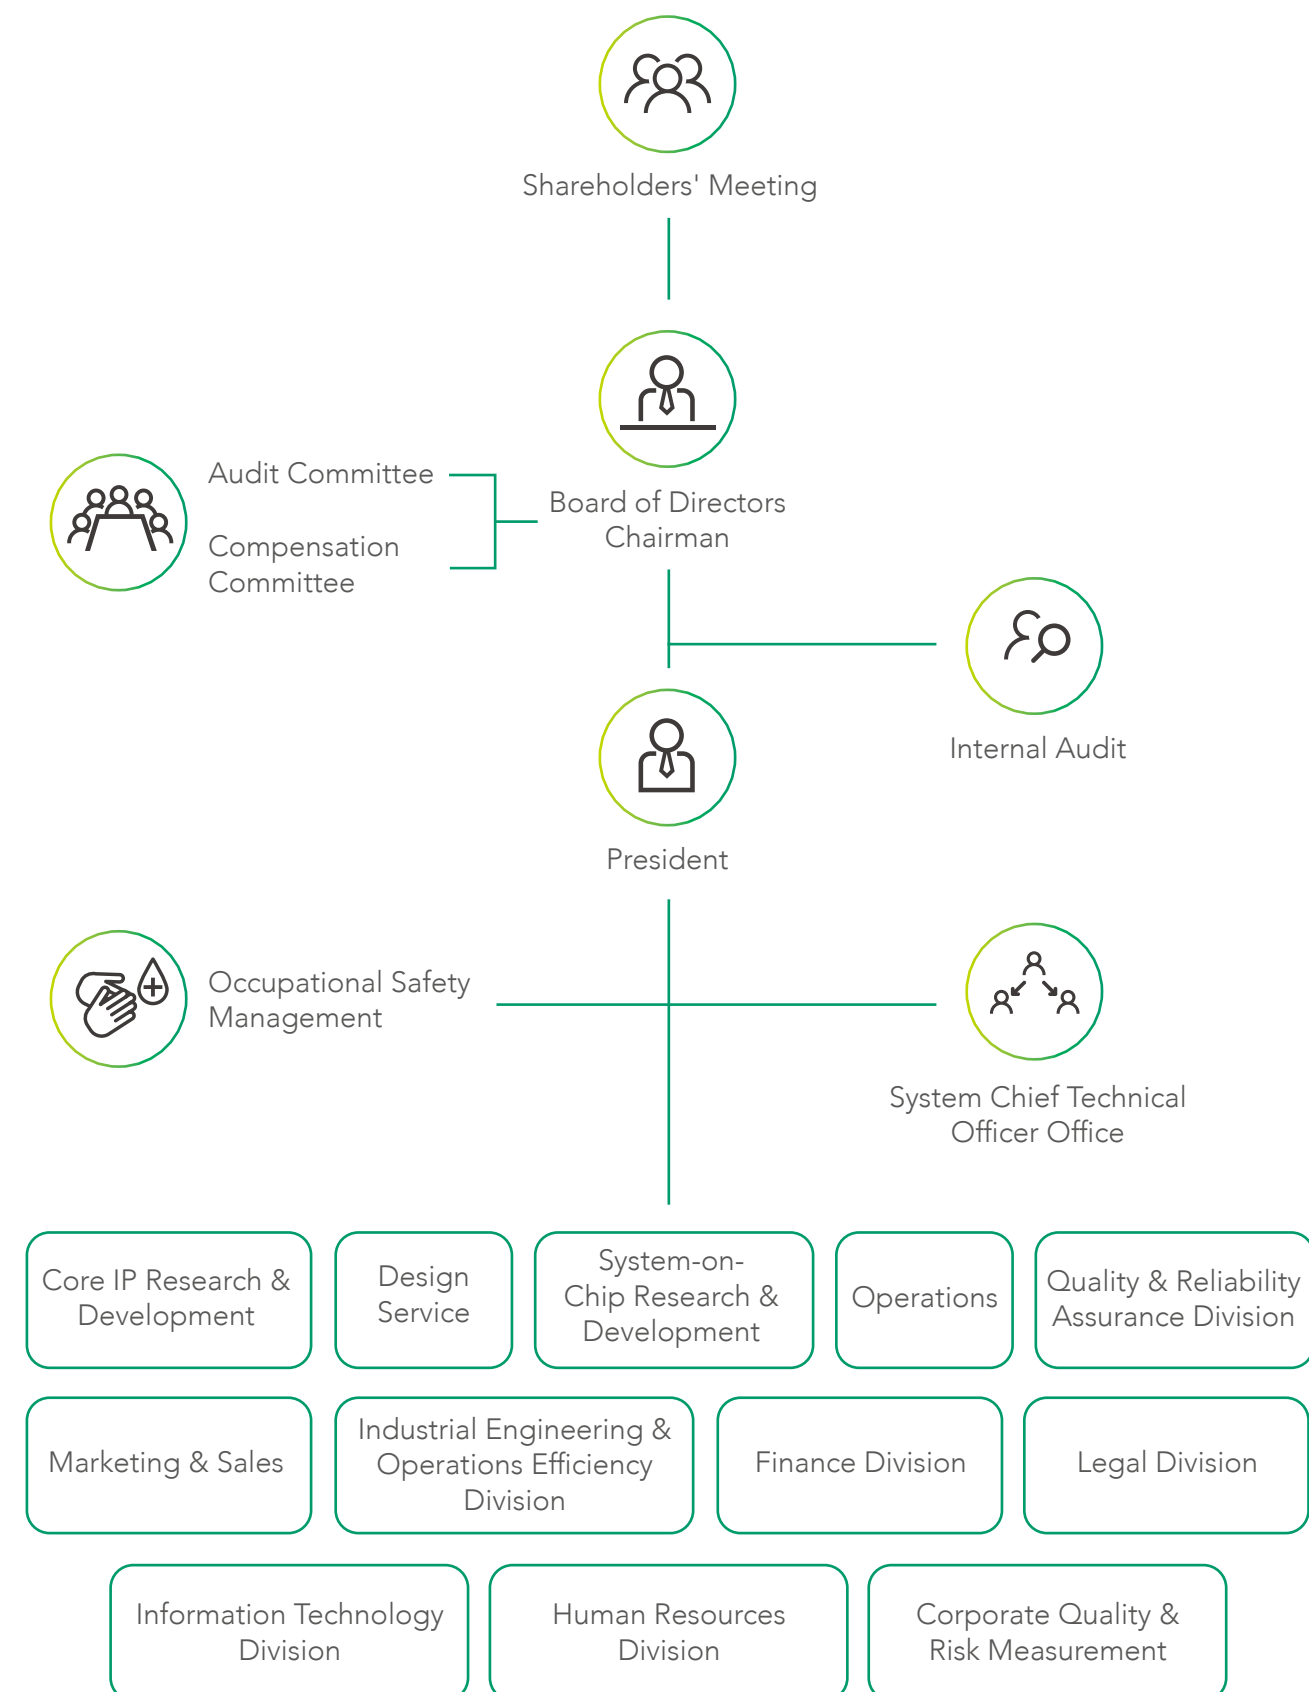 Shareholders' Meeting
Audit Committee
Compensation
Committee
Board of Directors
Chairman
Internal Audit
President
Occupational Safety
Management
System Chief Technical
Officer Office
Core IP Research &
Development
Design
Service
System-on-
Chip Research &
Development
Operations
Quality & Reliability
Assurance Division
Marketing & Sales
Industrial Engineering &
Operations Efficiency
Division
Finance Division
Legal Division
Information Technology
Division
Human Resources
Division
Corporate Quality &
Risk Measurement